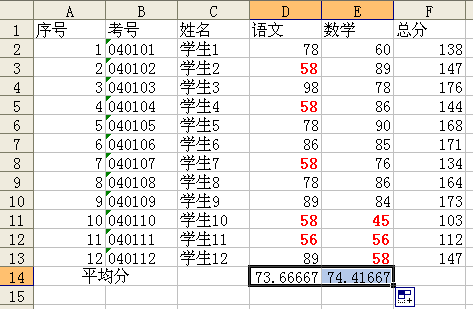 A B C D E F
1 序号 考号 姓名 语文 数学 总分
2 1 040101 学生1 78 60 138
3 2 040102 学生2 58 89 147
4 3 040103 学生3 98 78 176
5 4 040104 学生4 58 86 144
6 5 040105 学生5 78 90 168
7 6 040106 学生6 86 85 171
8 7 040107 学生7 58 76 134
9 8 040108 学生8 78 86 164
10 9 040109 学生9 89 84 173
11 10 040110 学生10 58 45 103
12 11 040111 学生11 56 56 112
13 12 040112 学生12 89 58 147
14 平均分 73.66667 74.41667
15